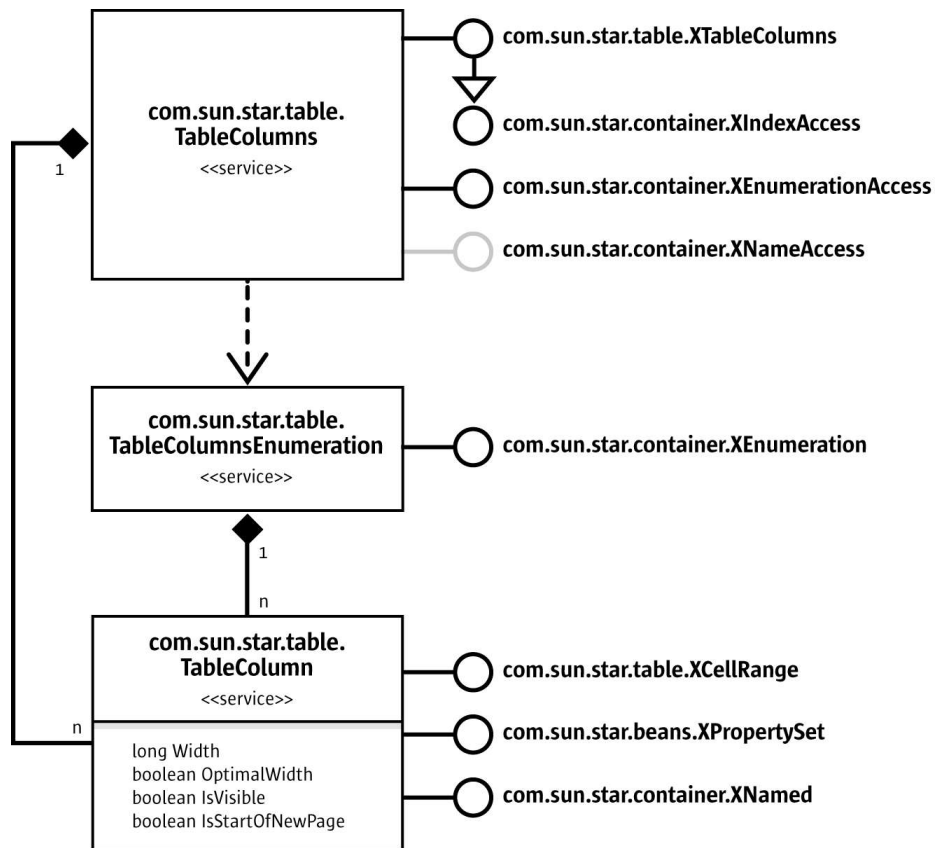 com.sun.star.table.XTableColumns
com.sun.star.table.
TableColumns
<<service>>
com.sun.star.container.XIndexAccess
1
com.sun.star.container.XEnumerationAccess
com.sun.star.container.XNameAccess
com.sun.star.table.
TableColumnsEnumeration
<<service>>
com.sun.star.container.XEnumeration
1
n
com.sun.star.table.
TableColumn
<<service>>
com.sun.star.table.XCellRange
n
com.sun.star.beans.XPropertySet
long Width
boolean OptimalWidth
boolean IsVisible
boolean IsStartOfNewPage
com.sun.star.container.XNamed